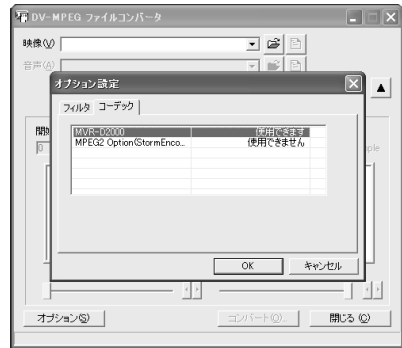 DV-MPEG ファイルコンバータ
映像(V)
音声(A)
オプション設定
フィルタ コーデック
MVR-D2000 使用できます
MPEG2 Option(StormEnco... 使用できません
0
OK キャンセル
オプション(S) コンバート(O)... 閉じる(C)